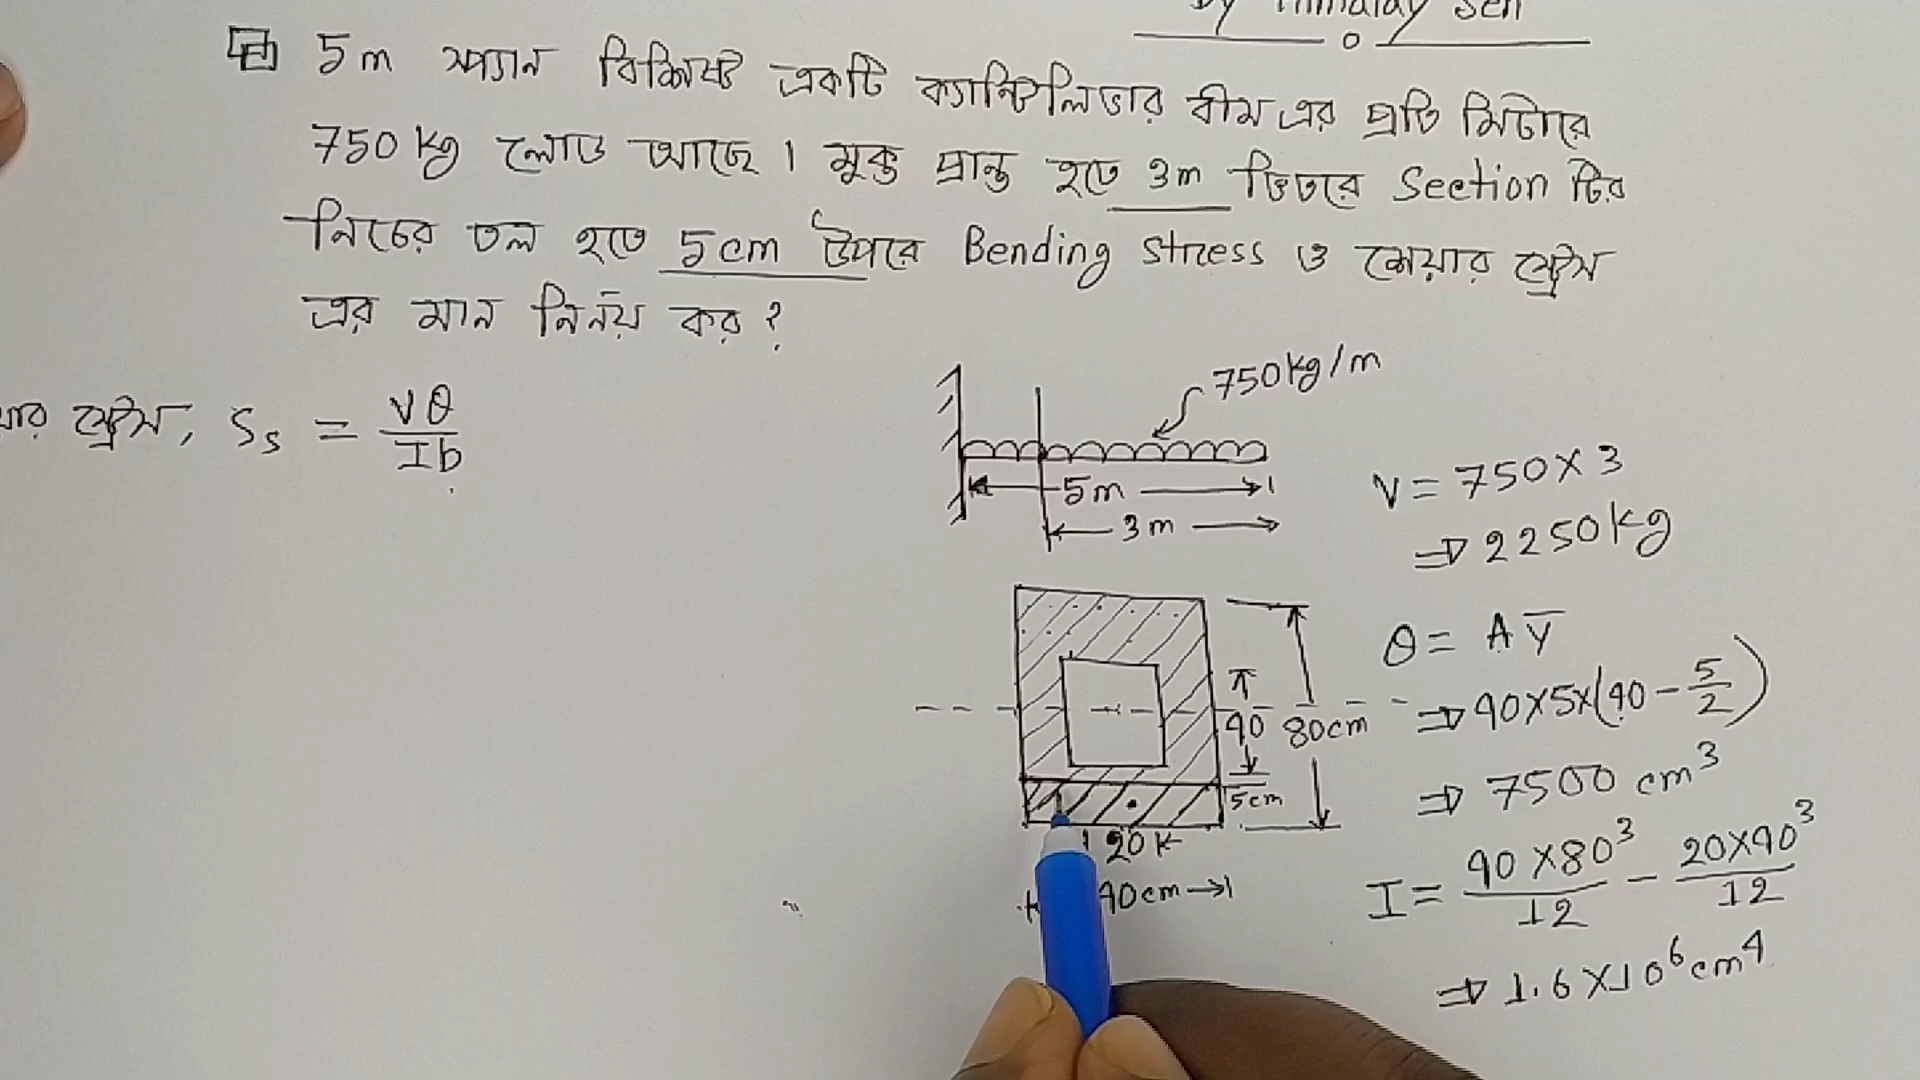 By Himalay Sen
o
5m স্প্যান বিশিষ্ট একটি ক্যান্টিলিভার বীম এর প্রতি মিটারে
750 kg লোড আছে। মুক্ত প্রান্ত হতে 3m ভিতরে Section টির
নিচের তল হতে 5cm উপরে Bending stress ও শেয়ার স্ট্রেস
এর মান নির্নয় কর?
য়ার স্ট্রেস, Ss = Vθ/Ib
750kg/m
5m
3m
V = 750×3
⇒ 2250kg
θ = AȲ
⇒ 40×5×(40 - 5/2)
⇒ 7500 cm³
I = 40×80³/12 - 20×40³/12
⇒ 1.6×10⁶cm⁴
40
80cm
5cm
20
40cm